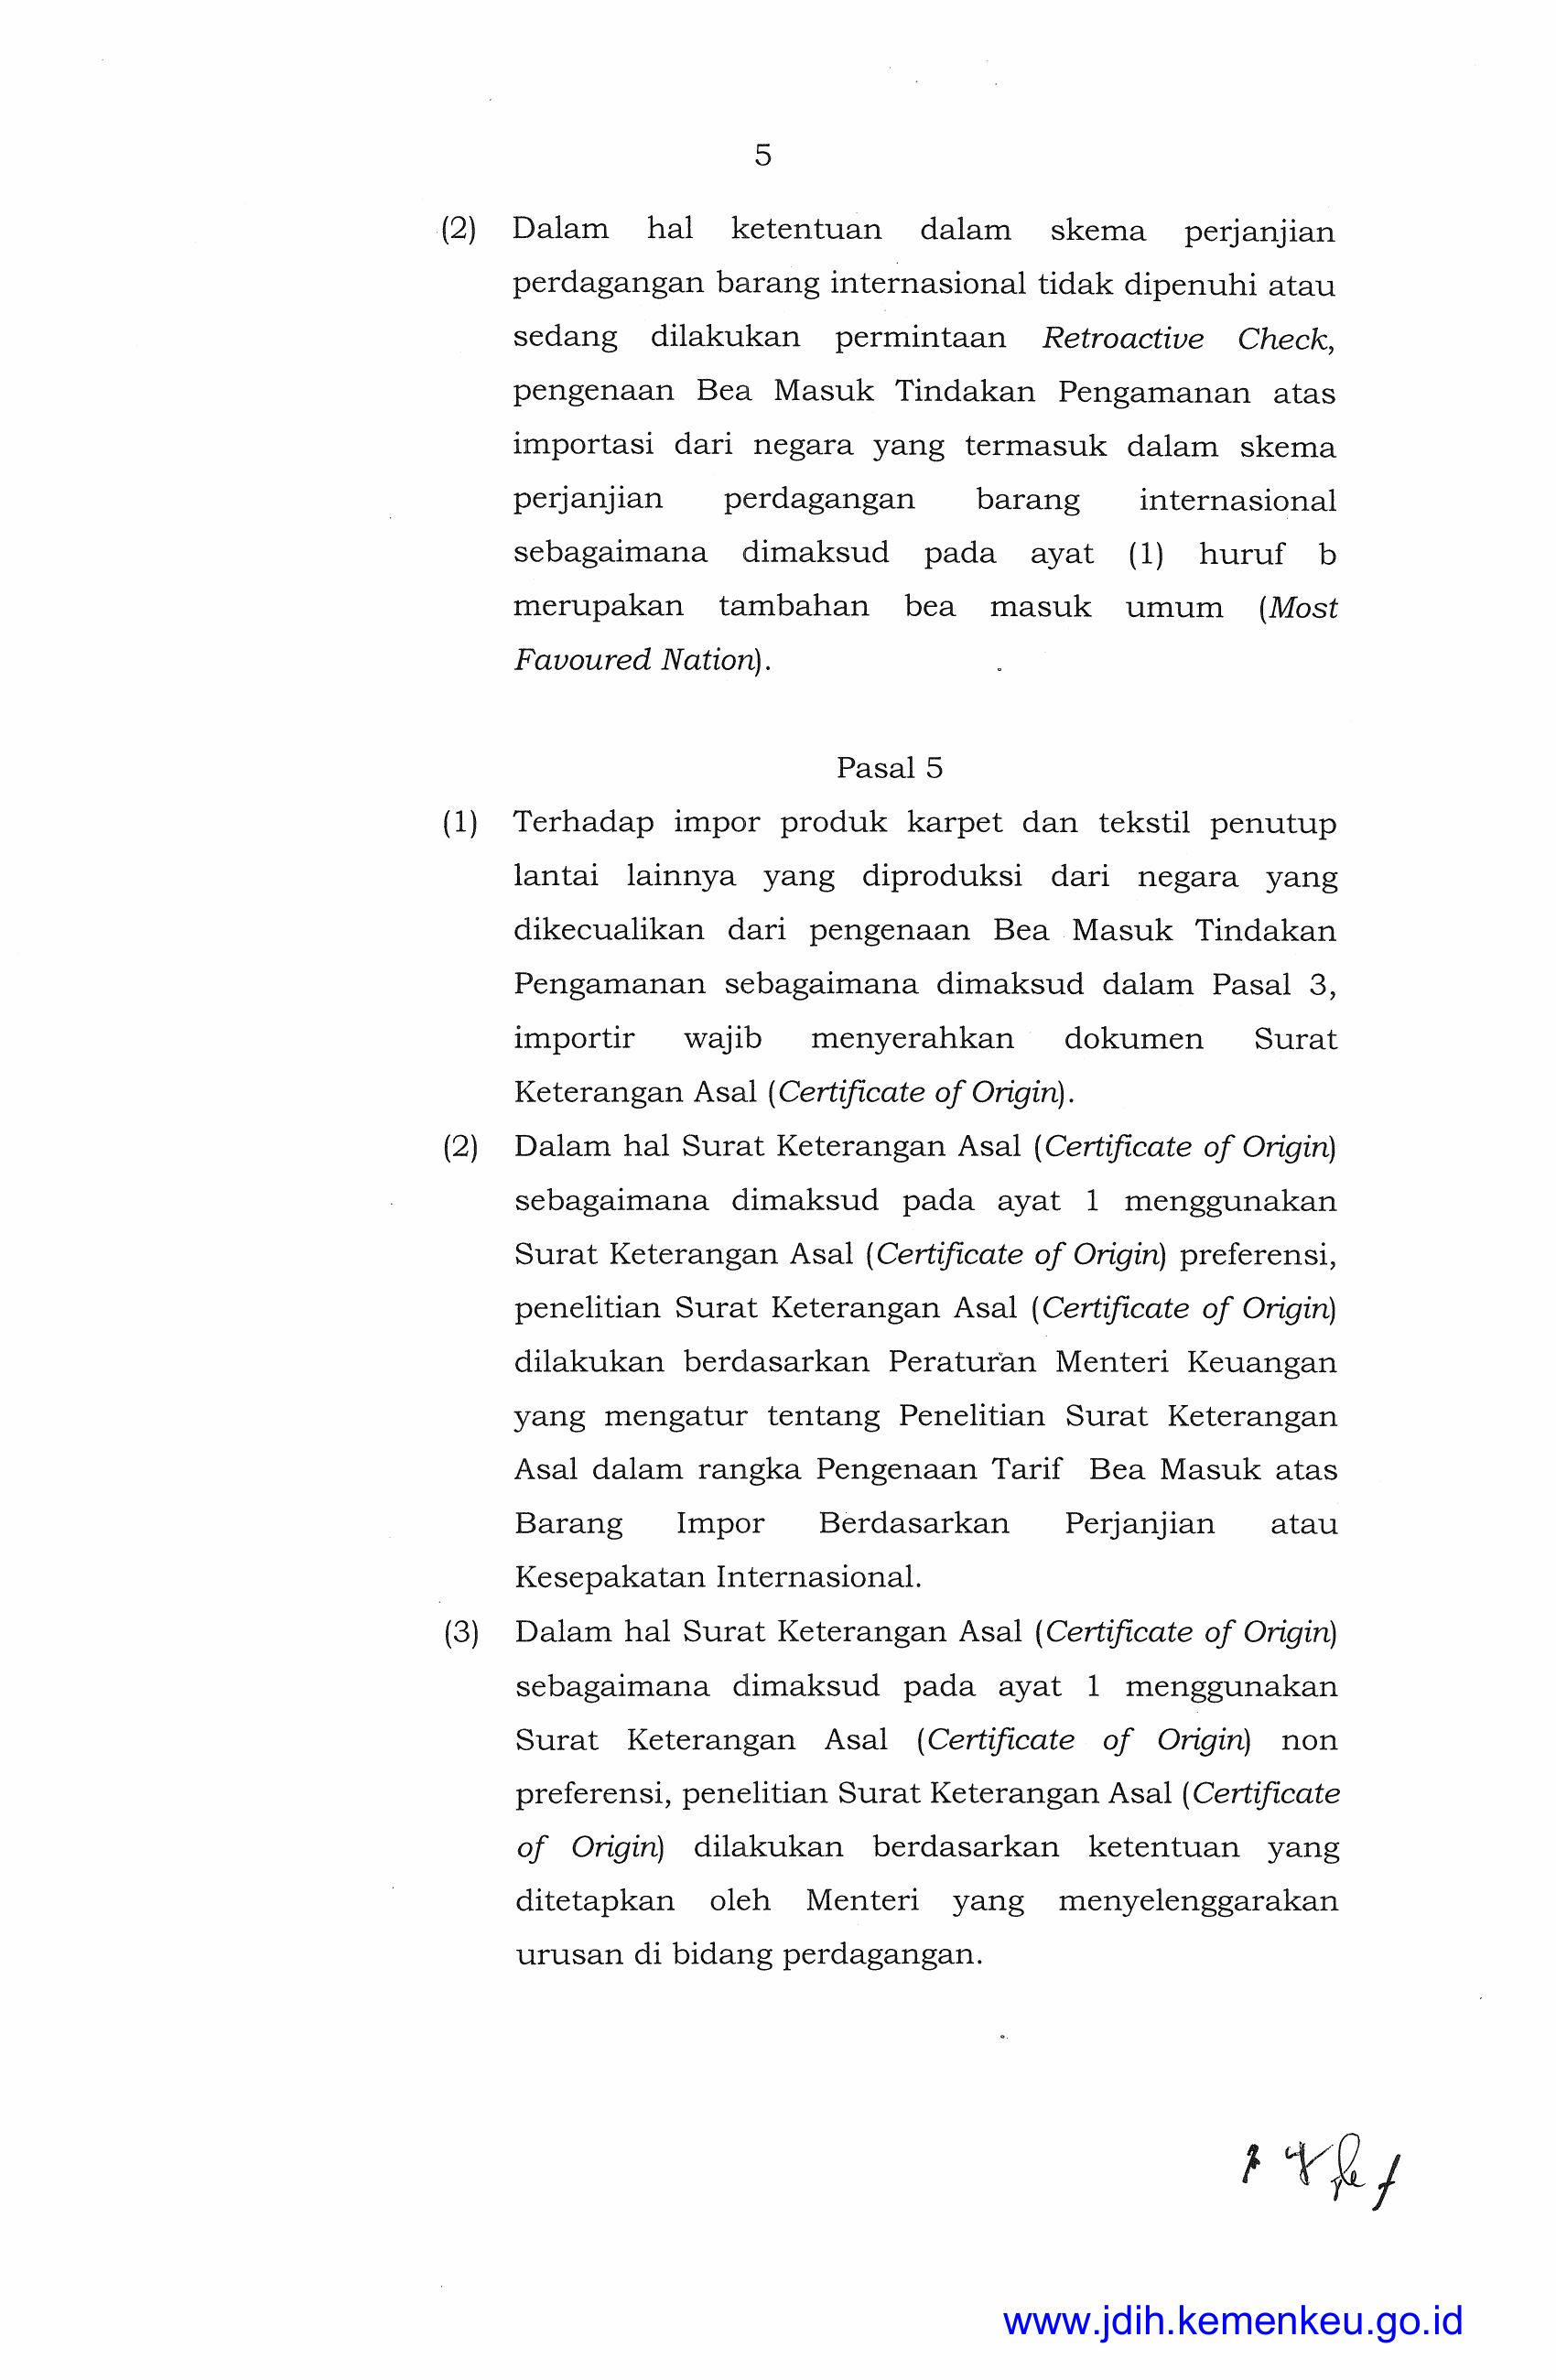 5
(2) Dalam hal ketentuan dalam skema perjanjian
perdagangan barang internasional tidak dipenuhi atau
sedang dilakukan permintaan Retroactive Check,
pengenaan Bea Masuk Tindakan Pengamanan atas
importasi dari negara yang termasuk dalam skema
perjanjian perdagangan barang internasional
sebagaimana dimaksud pada ayat (1) huruf b
merupakan tambahan bea masuk umum (Most
Favoured Nation).
Pasal 5
(1) Terhadap impor produk karpet dan tekstil penutup
lantai lainnya yang diproduksi dari negara yang
dikecualikan dari pengenaan Bea Masuk Tindakan
Pengamanan sebagaimana dimaksud dalam Pasal 3,
importir wajib menyerahkan dokumen Surat
Keterangan Asal (Certificate of Origin).
(2) Dalam hal Surat Keterangan Asal (Certificate of Origin)
sebagaimana dimaksud pada ayat 1 menggunakan
Surat Keterangan Asal (Certificate of Origin) preferensi,
penelitian Surat Keterangan Asal (Certificate of Origin)
dilakukan berdasarkan Peraturan Menteri Keuangan
yang mengatur tentang Penelitian Surat Keterangan
Asal dalam rangka Pengenaan Tarif Bea Masuk atas
Barang Impor Berdasarkan Perjanjian atau
Kesepakatan Internasional.
(3) Dalam hal Surat Keterangan Asal (Certificate of Origin)
sebagaimana dimaksud pada ayat 1 menggunakan
Surat Keterangan Asal (Certificate of Origin) non
preferensi, penelitian Surat Keterangan Asal (Certificate
of Origin) dilakukan berdasarkan ketentuan yang
ditetapkan oleh Menteri yang menyelenggarakan
urusan di bidang perdagangan.
www.jdih.kemenkeu.go.id